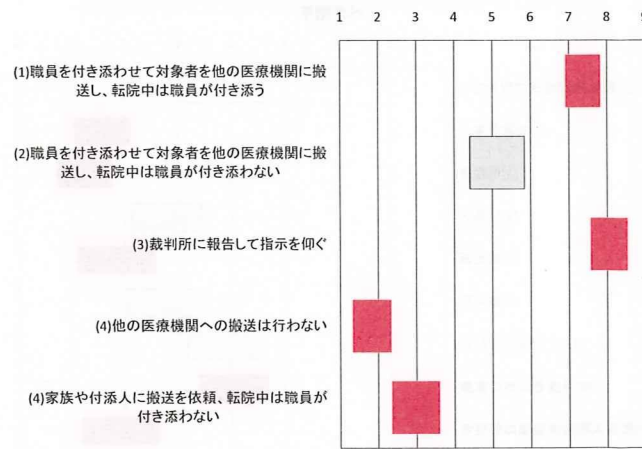 1 2 3 4 5 6 7 8 9
(1)職員を付き添わせて対象者を他の医療機関に搬
送し、転院中は職員が付き添う
(2)職員を付き添わせて対象者を他の医療機関に搬
送し、転院中は職員が付き添わない
(3)裁判所に報告して指示を仰ぐ
(4)他の医療機関への搬送は行わない
(4)家族や付添人に搬送を依頼、転院中は職員が
付き添わない